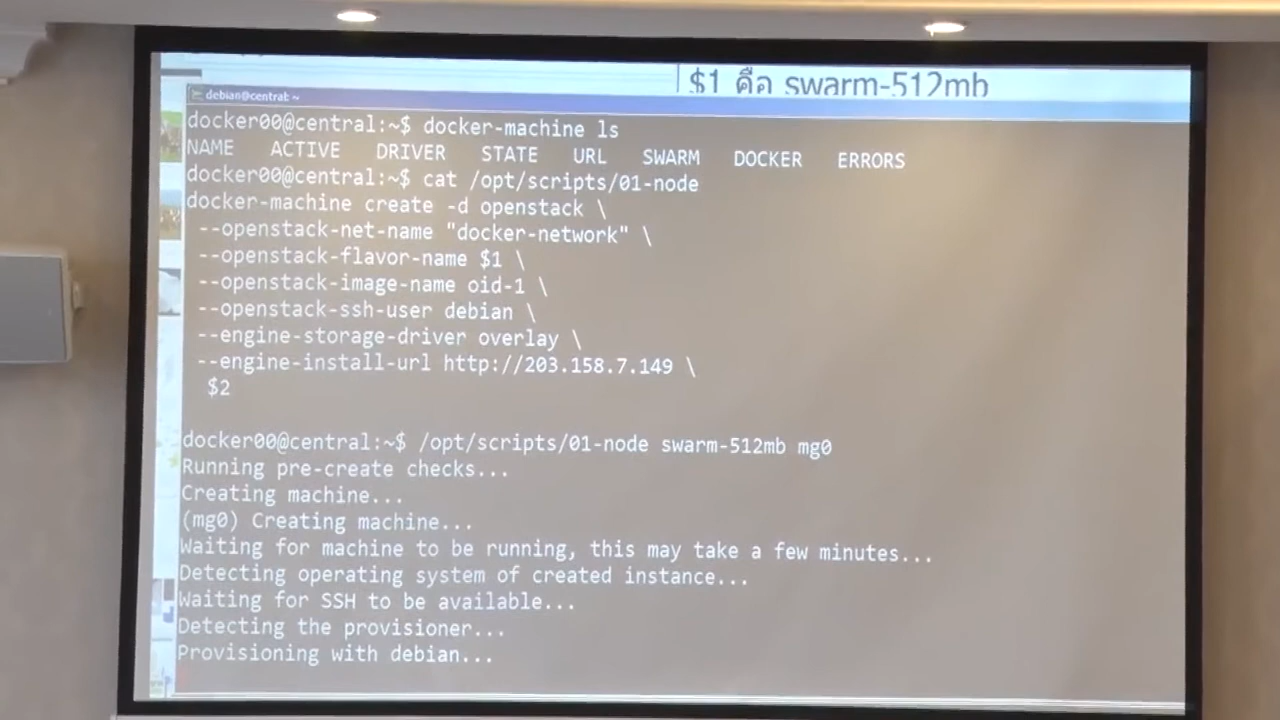 $1 คือ swarm-512mb
debian@central: ~
docker00@central:~$ docker-machine ls
NAME ACTIVE DRIVER STATE URL SWARM DOCKER ERRORS
docker00@central:~$ cat /opt/scripts/01-node
docker-machine create -d openstack \
--openstack-net-name "docker-network" \
--openstack-flavor-name $1 \
--openstack-image-name oid-1 \
--openstack-ssh-user debian \
--engine-storage-driver overlay \
--engine-install-url http://203.158.7.149 \
$2
docker00@central:~$ /opt/scripts/01-node swarm-512mb mg0
Running pre-create checks...
Creating machine...
(mg0) Creating machine...
Waiting for machine to be running, this may take a few minutes...
Detecting operating system of created instance...
Waiting for SSH to be available...
Detecting the provisioner...
Provisioning with debian...